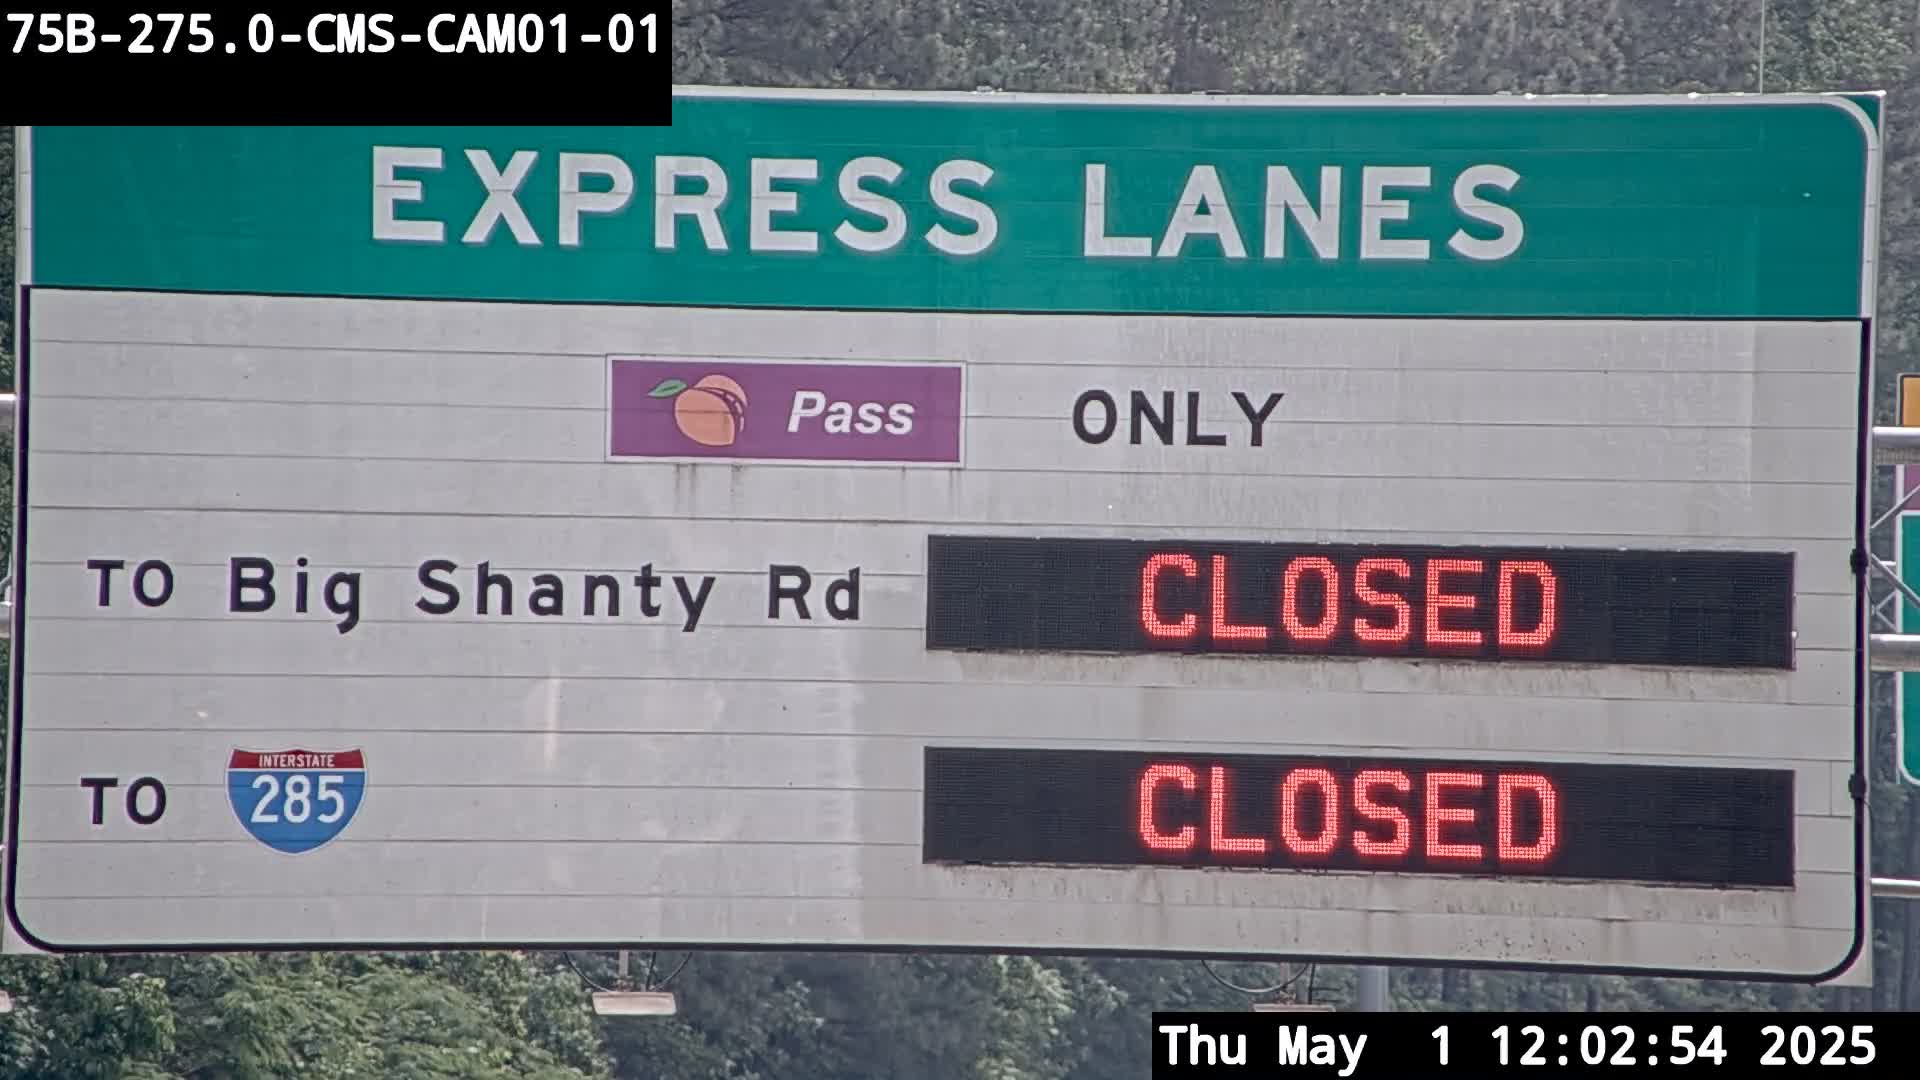 75B-275.0-CMS-CAM01-01
EXPRESS LANES
Pass ONLY
TO Big Shanty Rd CLOSED
INTERSTATE
TO 285 CLOSED
Thu May 1 12:02:54 2025